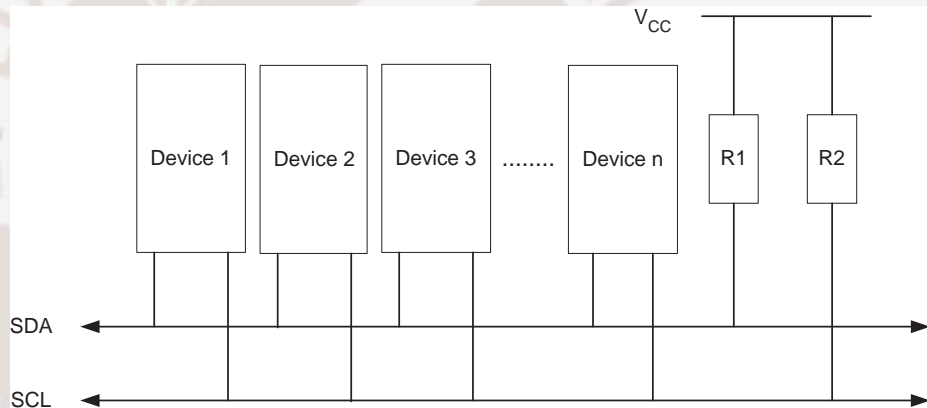 VCC
Device 1 Device 2 Device 3 ........ Device n R1 R2
SDA
SCL